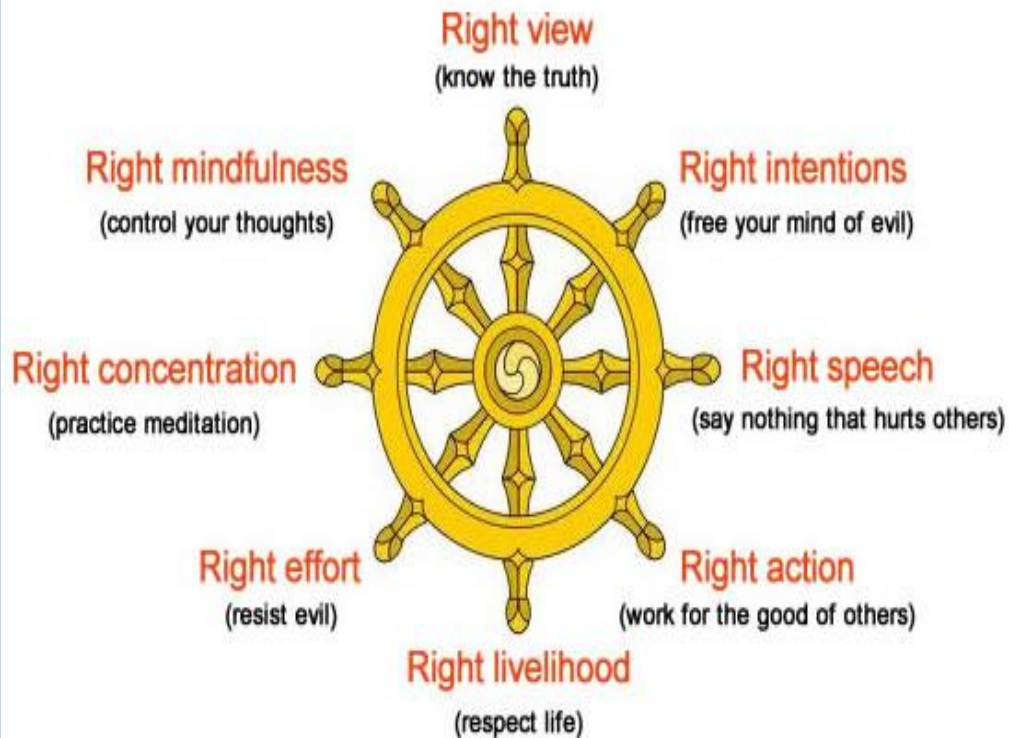 Right view
(know the truth)
Right intentions
(free your mind of evil)
Right speech
(say nothing that hurts others)
Right action
(work for the good of others)
Right livelihood
(respect life)
Right effort
(resist evil)
Right concentration
(practice meditation)
Right mindfulness
(control your thoughts)